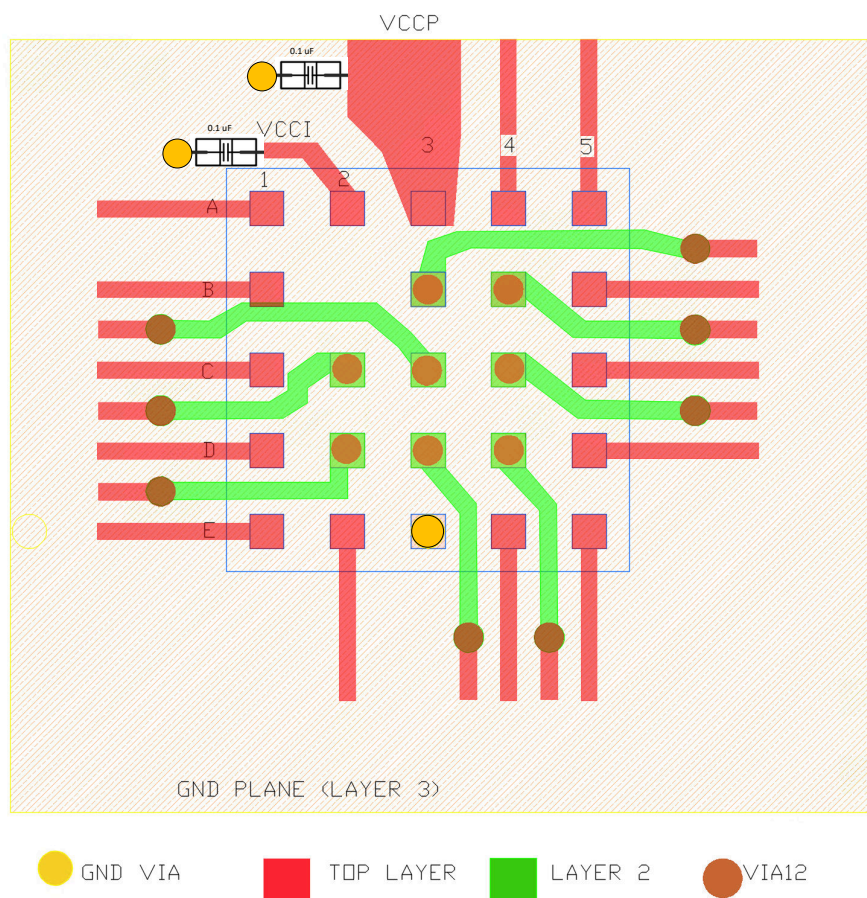 VCCP
0.1 uF
0.1 uF
VCCI
3
4
5
1
2
A
B
C
D
E
GND PLANE (LAYER 3)
GND VIA
TOP LAYER
LAYER 2
VIA12